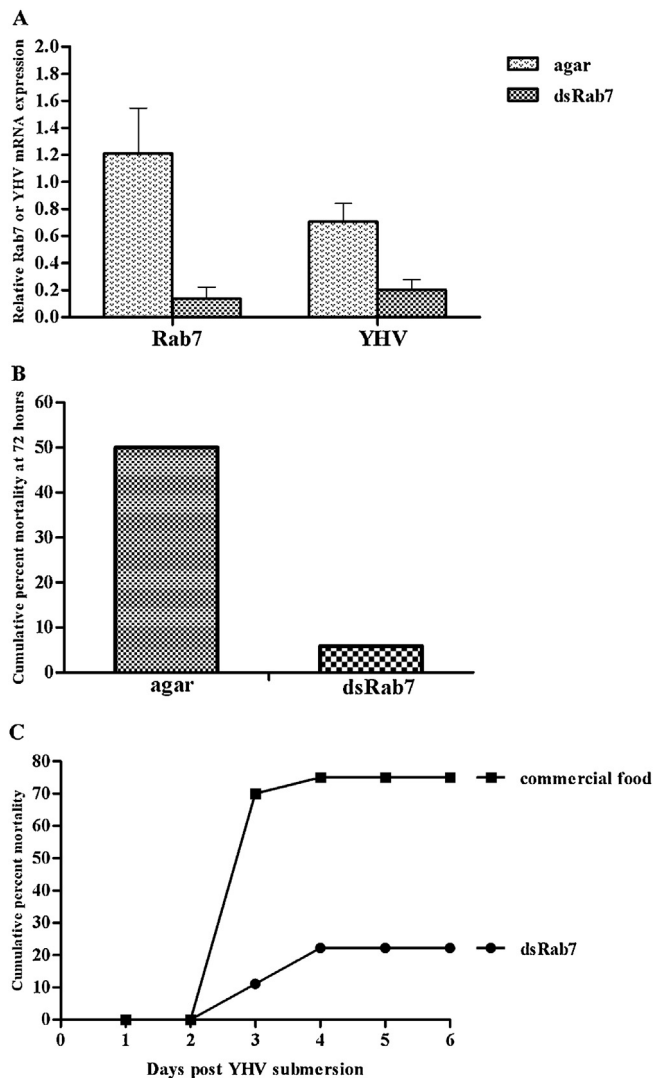 A
Relative Rab7 or YHV mRNA expression
2.0
1.8
1.6
1.4
1.2
1.0
0.8
0.6
0.4
0.2
0.0
Rab7
YHV
agar
dsRab7
B
Cumulative percent mortality at 72 hours
60
50
40
30
20
10
0
agar
dsRab7
C
Cumulative percent mortality
80
70
60
50
40
30
20
10
0
0 1 2 3 4 5 6
Days post YHV submersion
commercial food
dsRab7